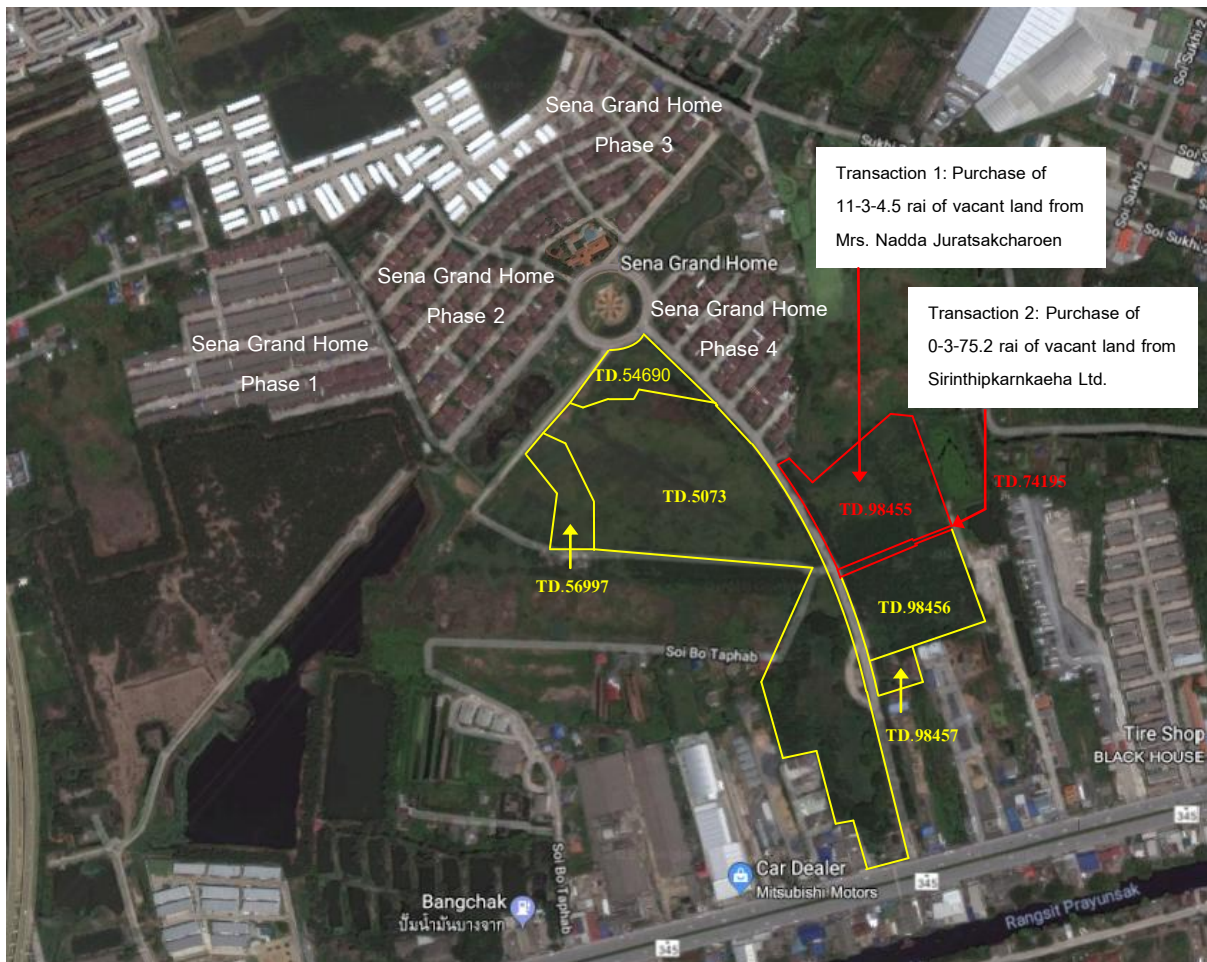 Soi Sukhi 2
Sena Grand Home
Phase 3
Transaction 1: Purchase of
11-3-4.5 rai of vacant land from
Mrs. Nadda Juratsakcharoen
Soi Sukhi 2
Soi Sukhi
Sena Grand Home
Sena Grand Home
Phase 2
Sena Grand Home
Phase 4
Transaction 2: Purchase of
0-3-75.2 rai of vacant land from
Sirinthipkarnkaeha Ltd.
Sena Grand Home
Phase 1
TD.54690
TD.5073
TD.98455
TD.74195
TD.56997
TD.98456
Soi Bo Taphab
TD.98457
Tire Shop
BLACK HOUSE
345
Car Dealer
Mitsubishi Motors
345
Soi Bo Taphab
Bangchak
ปั๊มน้ำมันบางจาก
Rangsit Prayunsak
345